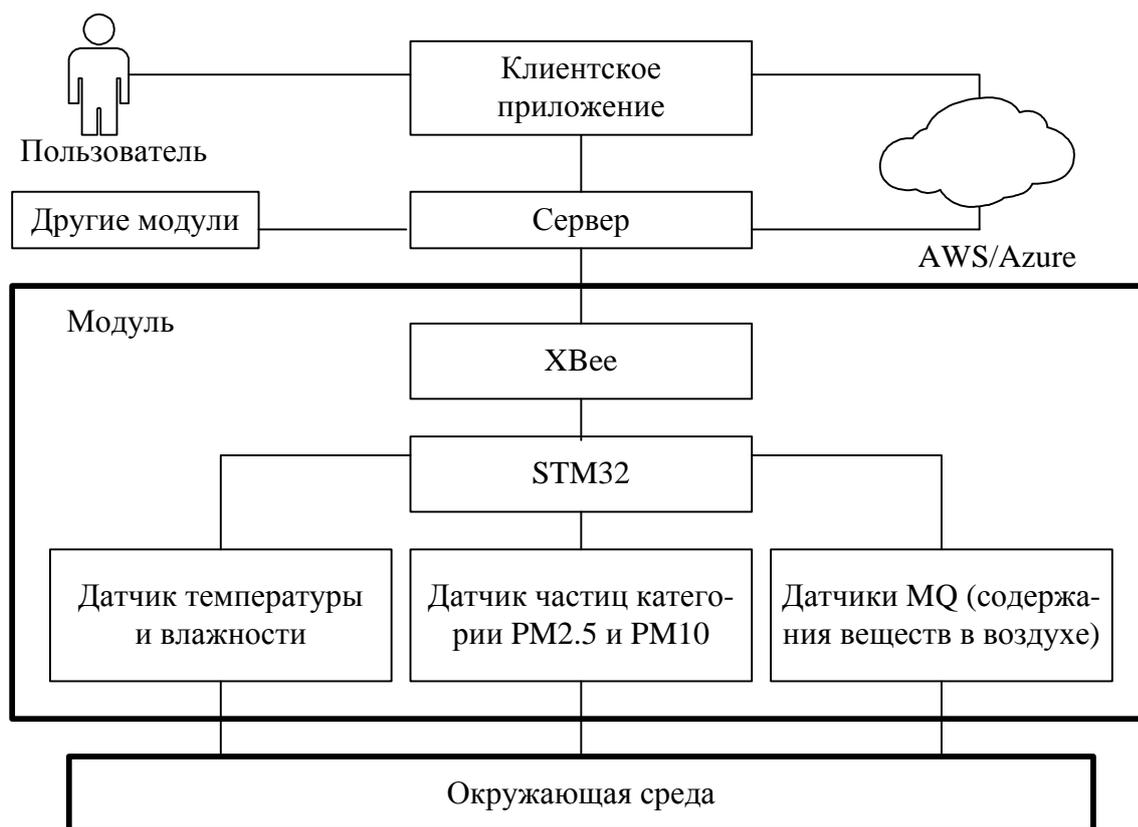 Клиентское
приложение
Пользователь
Другие модули
Сервер
AWS/Azure
Модуль
XBee
STM32
Датчик температуры
и влажности
Датчик частиц катего-
рии PM2.5 и PM10
Датчики MQ (содержа-
ния веществ в воздухе)
Окружающая среда